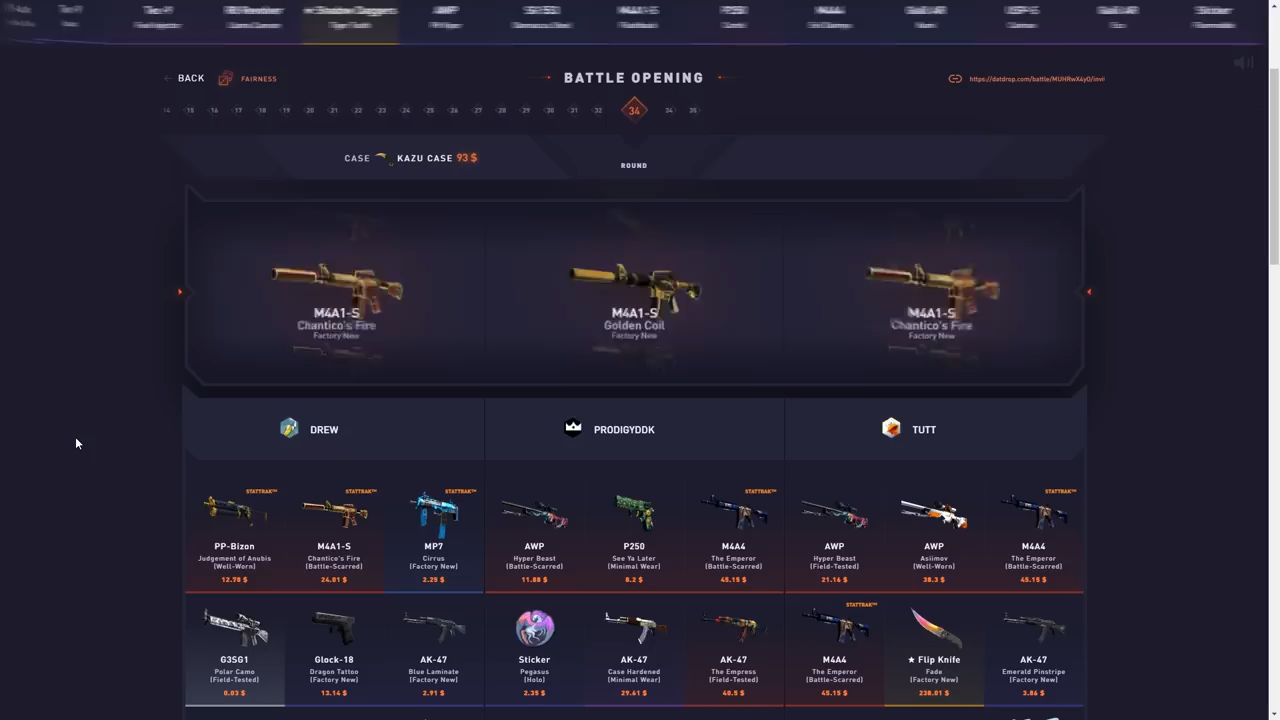 BACK
FAIRNESS
BATTLE OPENING
https://datdrop.com/battle/MUHRwX4yO/invi
15 16 17 18 19 20 21 22 23 24 25 26 27 28 29 30 31 32 34 34 35
CASE KAZU CASE 93 $
ROUND
M4A1-S M4A1-S M4A1-S
Chantico's Fire Golden Coil Chantico's Fire
Factory New Factory New Factory New
DREW PRODIGYDDK TUTT
STATTRAK™ STATTRAK™ STATTRAK™ STATTRAK™ STATTRAK™
PP-Bizon M4A1-S MP7 AWP P250 M4A4 AWP AWP M4A4
Judgement of Anubis Chantico's Fire Cirrus Hyper Beast See Ya Later The Emperor Hyper Beast Asiimov The Emperor
(Well-Worn) (Battle-Scarred) (Factory New) (Battle-Scarred) (Minimal Wear) (Battle-Scarred) (Field-Tested) (Well-Worn) (Battle-Scarred)
12.78 $ 24.01 $ 2.25 $ 11.88 $ 8.2 $ 45.15 $ 21.16 $ 38.3 $ 45.15 $
STATTRAK™
G3SG1 Glock-18 AK-47 Sticker AK-47 AK-47 M4A4 ★ Flip Knife AK-47
Polar Camo Dragon Tattoo Blue Laminate Pegasus Case Hardened The Empress The Emperor Fade Emerald Pinstripe
(Field-Tested) (Factory New) (Factory New) (Holo) (Minimal Wear) (Field-Tested) (Battle-Scarred) (Factory New) (Factory New)
0.03 $ 13.14 $ 2.91 $ 2.35 $ 29.61 $ 40.5 $ 45.15 $ 238.01 $ 3.86 $